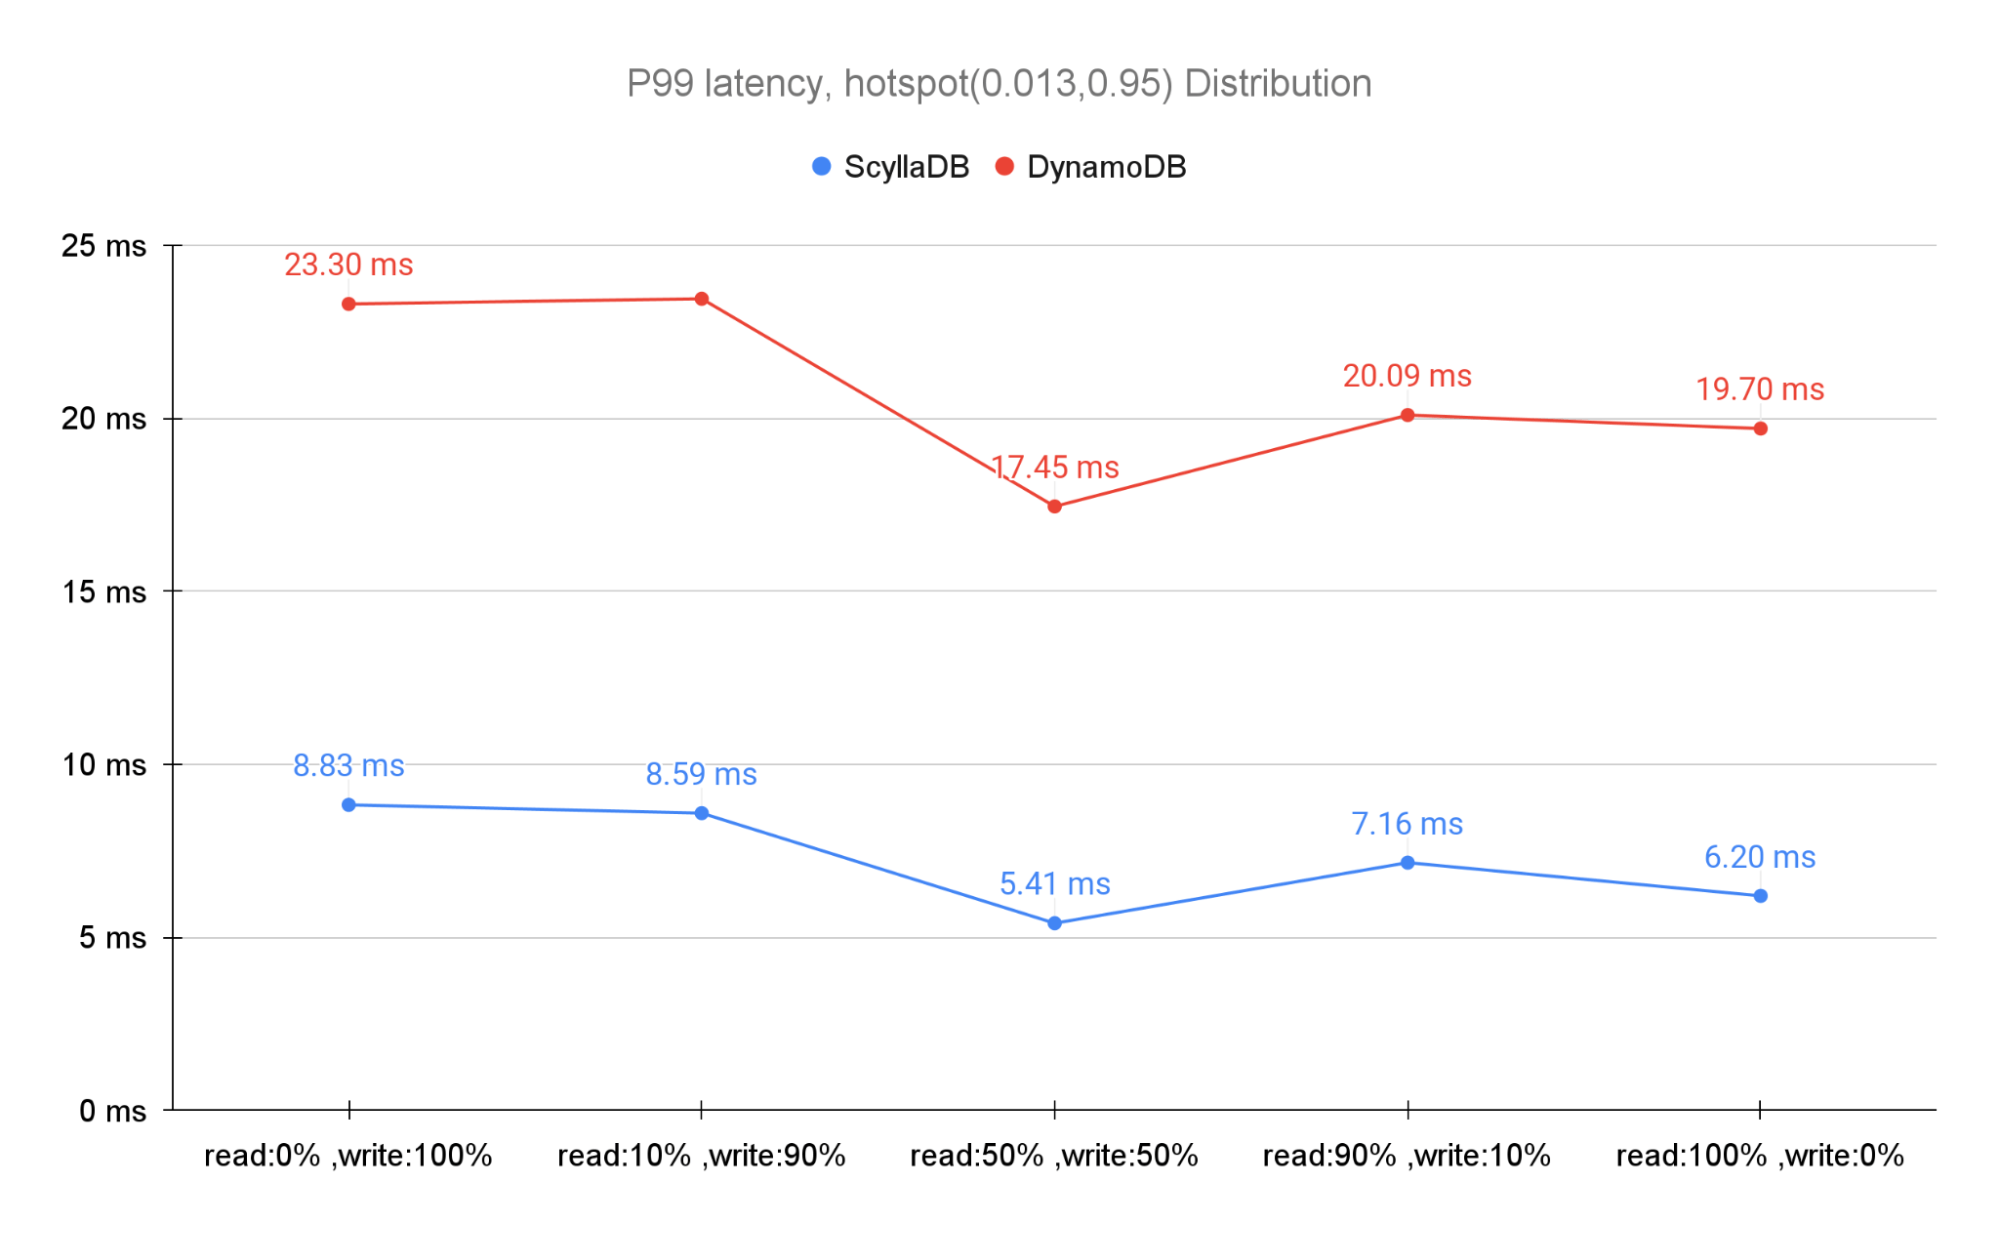 P99 latency, hotspot(0.013,0.95) Distribution
ScyllaDB DynamoDB
25 ms
20 ms
15 ms
10 ms
5 ms
0 ms
23.30 ms
17.45 ms
20.09 ms
19.70 ms
8.83 ms
8.59 ms
5.41 ms
7.16 ms
6.20 ms
read:0% ,write:100% read:10% ,write:90% read:50% ,write:50% read:90% ,write:10% read:100% ,write:0%